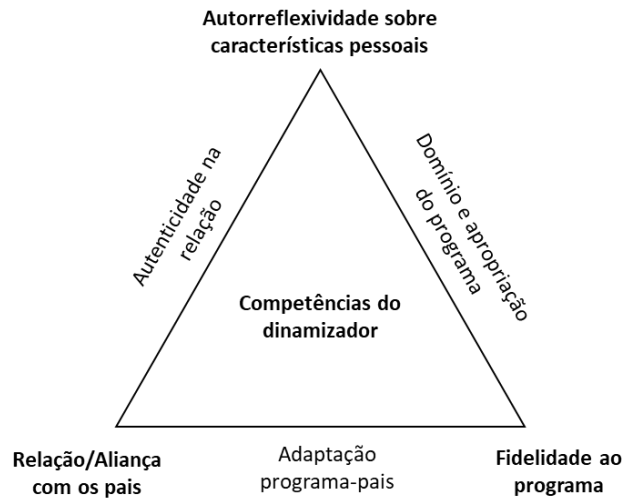 Autorreflexividade sobre
características pessoais
Autenticidade na
relação
Domínio e apropriação
do programa
Competências do
dinamizador
Relação/Aliança
com os pais
Adaptação
programa-pais
Fidelidade ao
programa